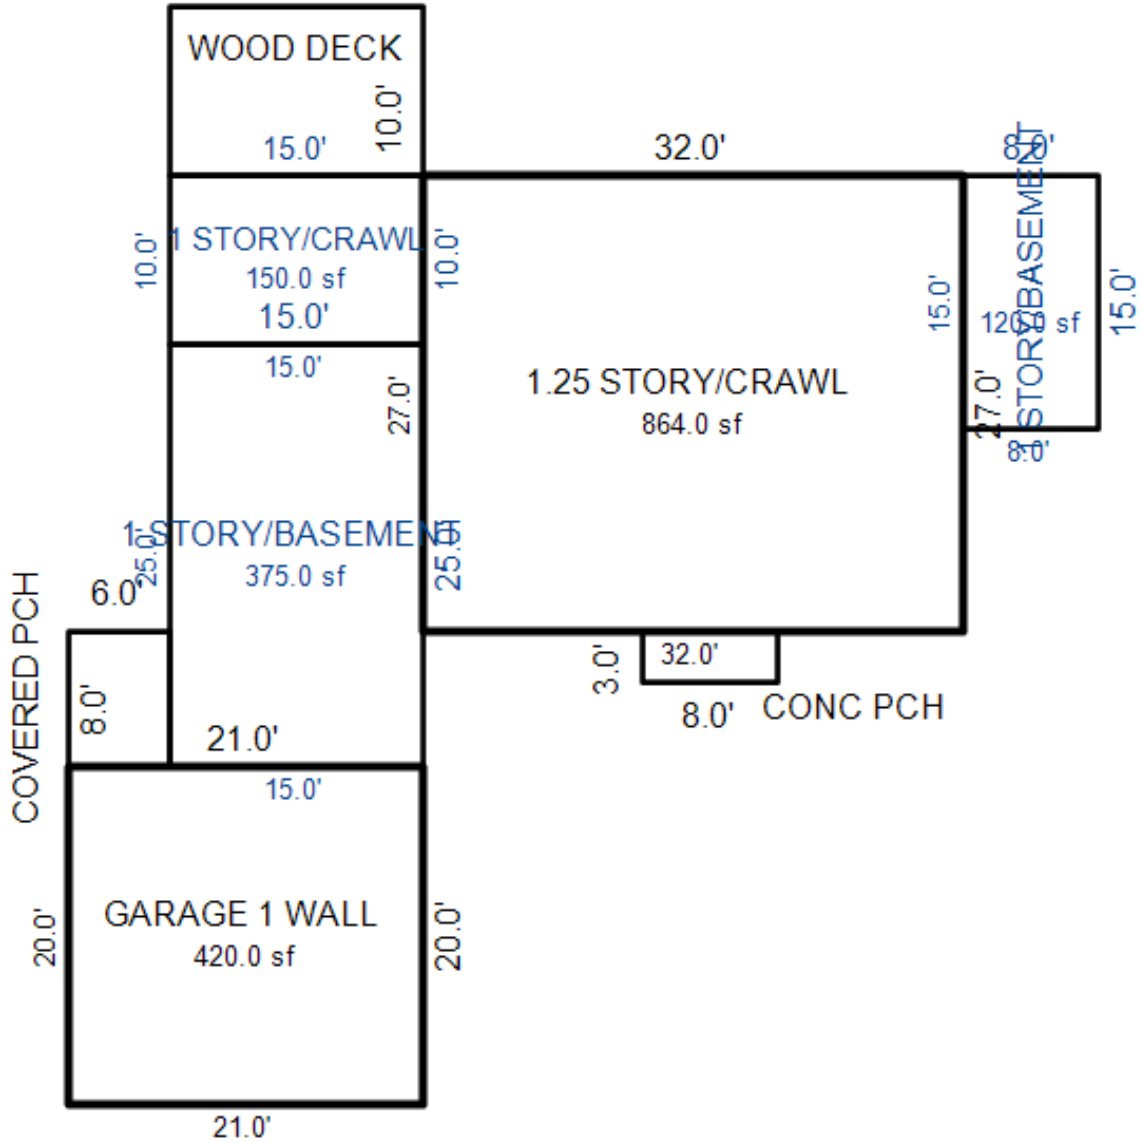 WOOD DECK
10.0'
15.0'
32.0'
8.0'
1 STORY/CRAWL
150.0 sf
15.0'
10.0'
10.0'
15.0'
15.0'
1 STORY/BASEMENT
120.0 sf
15.0'
27.0'
27.0'
8.0'
1.25 STORY/CRAWL
864.0 sf
1 STORY/BASEMENT
375.0 sf
25.0'
25.0'
6.0'
COVERED PCH
8.0'
3.0'
32.0'
8.0'
CONC PCH
21.0'
15.0'
GARAGE 1 WALL
420.0 sf
20.0'
20.0'
21.0'